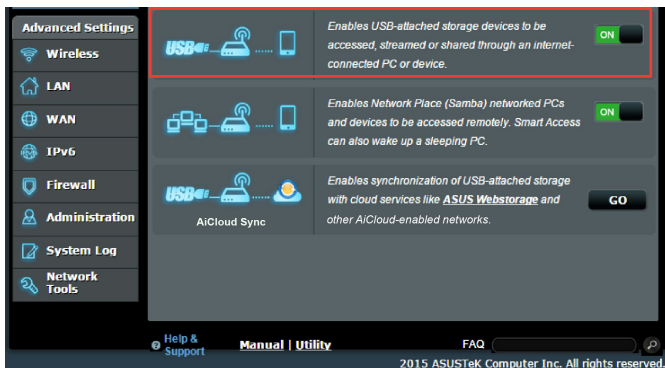 Advanced Settings
Wireless
LAN
WAN
IPv6
Firewall
Administration
System Log
Network
Tools
USB
Enables USB-attached storage devices to be
accessed, streamed or shared through an internet-
connected PC or device.
ON
Enables Network Place (Samba) networked PCs
and devices to be accessed remotely. Smart Access
can also wake up a sleeping PC.
ON
USB
AiCloud Sync
Enables synchronization of USB-attached storage
with cloud services like ASUS Webstorage and
other AiCloud-enabled networks.
GO
Help &
Support
Manual | Utility
FAQ
2015 ASUSTeK Computer Inc. All rights reserved.